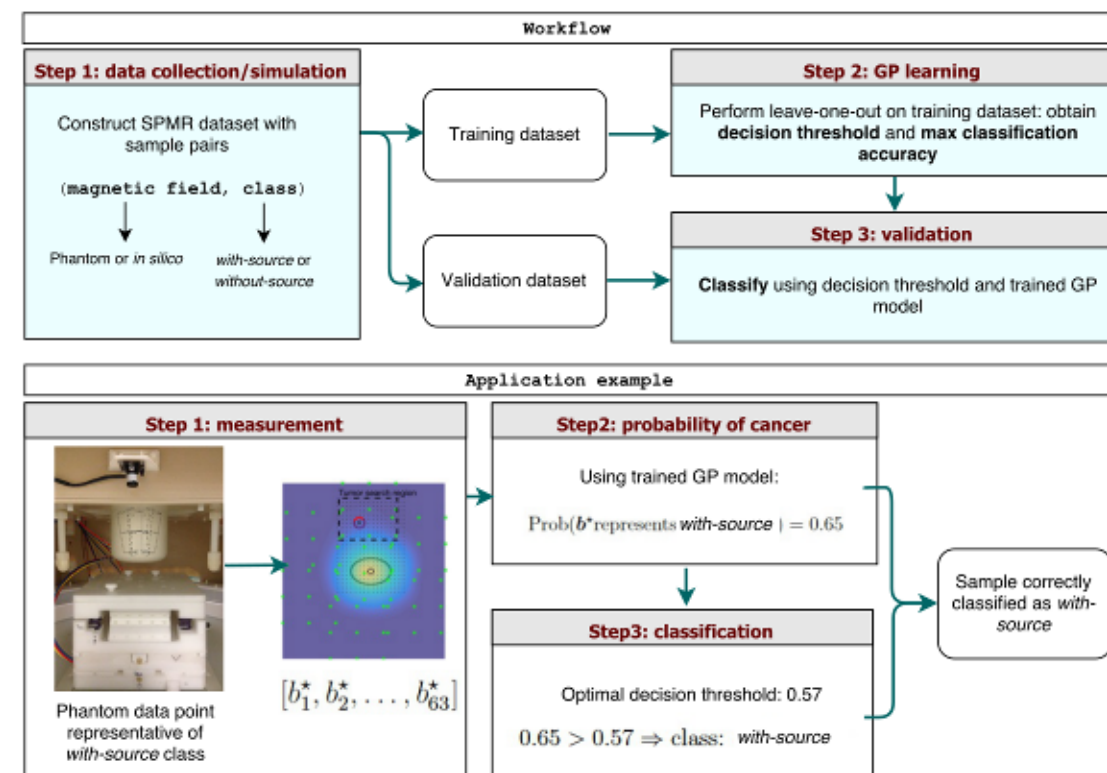 Workflow
Step 1: data collection/simulation
Construct SPMR dataset with
sample pairs
(magnetic field, class)
Phantom or in silico
with-source or
without-source
Training dataset
Validation dataset
Step 2: GP learning
Perform leave-one-out on training dataset: obtain
decision threshold and max classification
accuracy
Step 3: validation
Classify using decision threshold and trained GP
model
Application example
Step 1: measurement
Tumor search region
[b₁*, b₂*, ..., b₆₃*]
Phantom data point
representative of
with-source class
Step2: probability of cancer
Using trained GP model:
Prob(b* represents with-source ) = 0.65
Step3: classification
Optimal decision threshold: 0.57
0.65 > 0.57 ⇒ class: with-source
Sample correctly
classified as with-
source